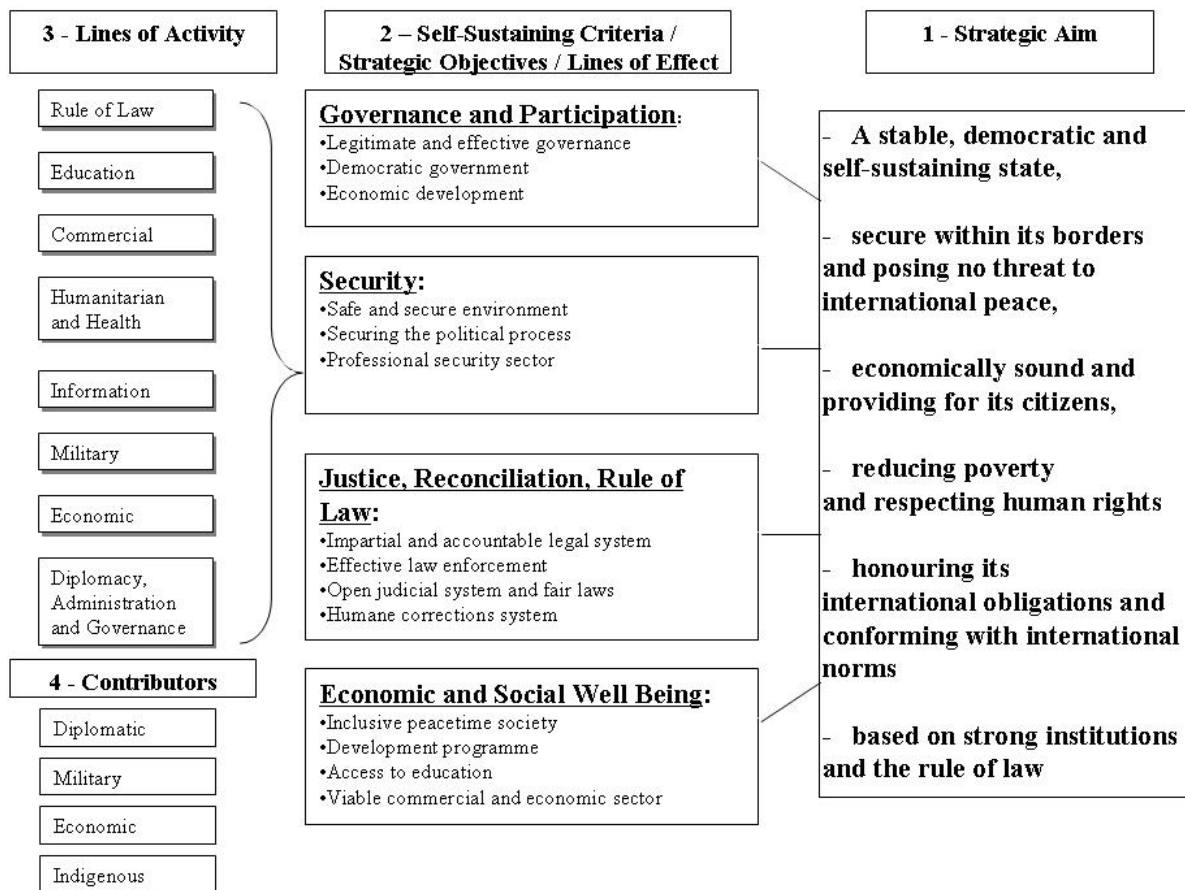 3 - Lines of Activity
Rule of Law
Education
Commercial
Humanitarian
and Health
Information
Military
Economic
Diplomacy,
Administration
and Governance
4 - Contributors
Diplomatic
Military
Economic
Indigenous
2 – Self-Sustaining Criteria /
Strategic Objectives / Lines of Effect
Governance and Participation:
•Legitimate and effective governance
•Democratic government
•Economic development
Security:
•Safe and secure environment
•Securing the political process
•Professional security sector
Justice, Reconciliation, Rule of
Law:
•Impartial and accountable legal system
•Effective law enforcement
•Open judicial system and fair laws
•Humane corrections system
Economic and Social Well Being:
•Inclusive peacetime society
•Development programme
•Access to education
•Viable commercial and economic sector
1 - Strategic Aim
- A stable, democratic and
self-sustaining state,
- secure within its borders
and posing no threat to
international peace,
- economically sound and
providing for its citizens,
- reducing poverty
and respecting human rights
- honouring its
international obligations and
conforming with international
norms
- based on strong institutions
and the rule of law